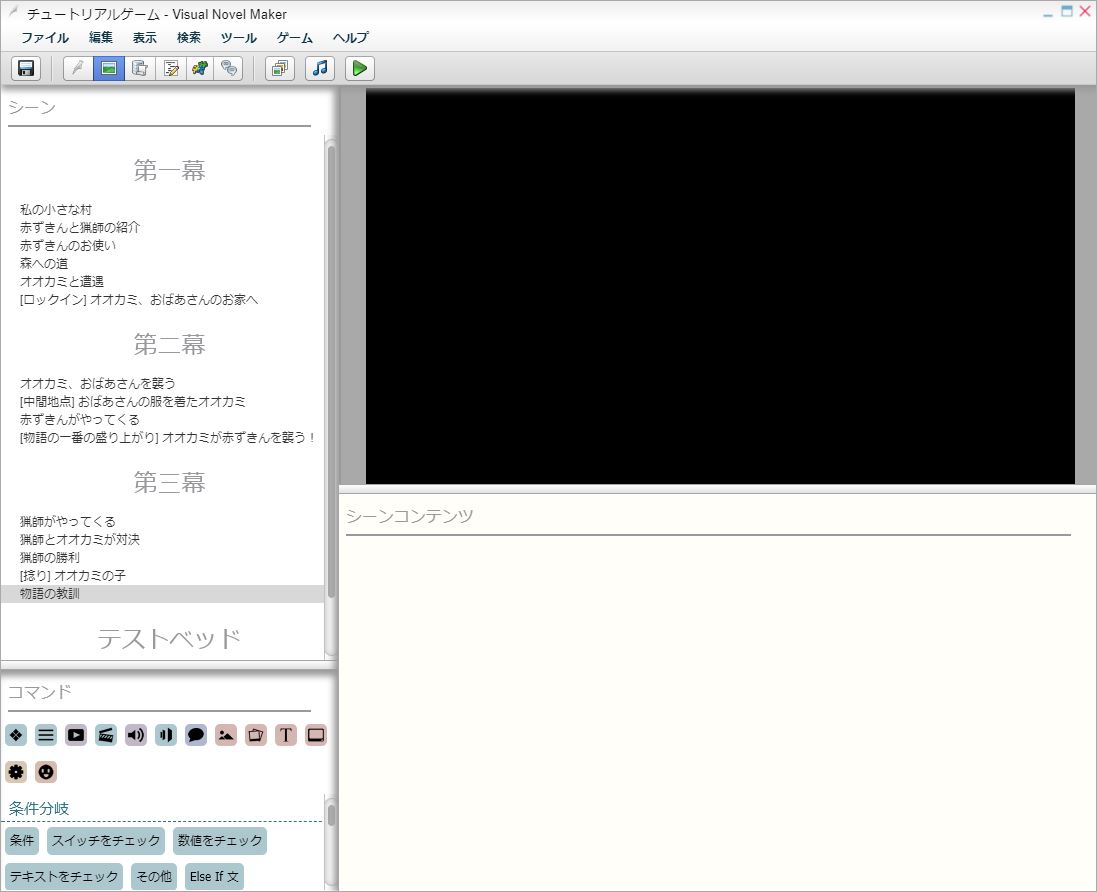 チュートリアルゲーム - Visual Novel Maker
ファイル 編集 表示 検索 ツール ゲーム ヘルプ
シーン
第一幕
私の小さな村
赤ずきんと猟師の紹介
赤ずきんのお使い
森への道
オオカミと遭遇
[ロックイン] オオカミ、おばあさんのお家へ
第二幕
オオカミ、おばあさんを襲う
[中間地点] おばあさんの服を着たオオカミ
赤ずきんがやってくる
[物語の一番の盛り上がり] オオカミが赤ずきんを襲う！
第三幕
猟師がやってくる
猟師とオオカミが対決
猟師の勝利
[捻り] オオカミの子
物語の教訓
テストベッド
コマンド
T
条件分岐
条件 スイッチをチェック 数値をチェック
テキストをチェック その他 Else If 文
シーンコンテンツ